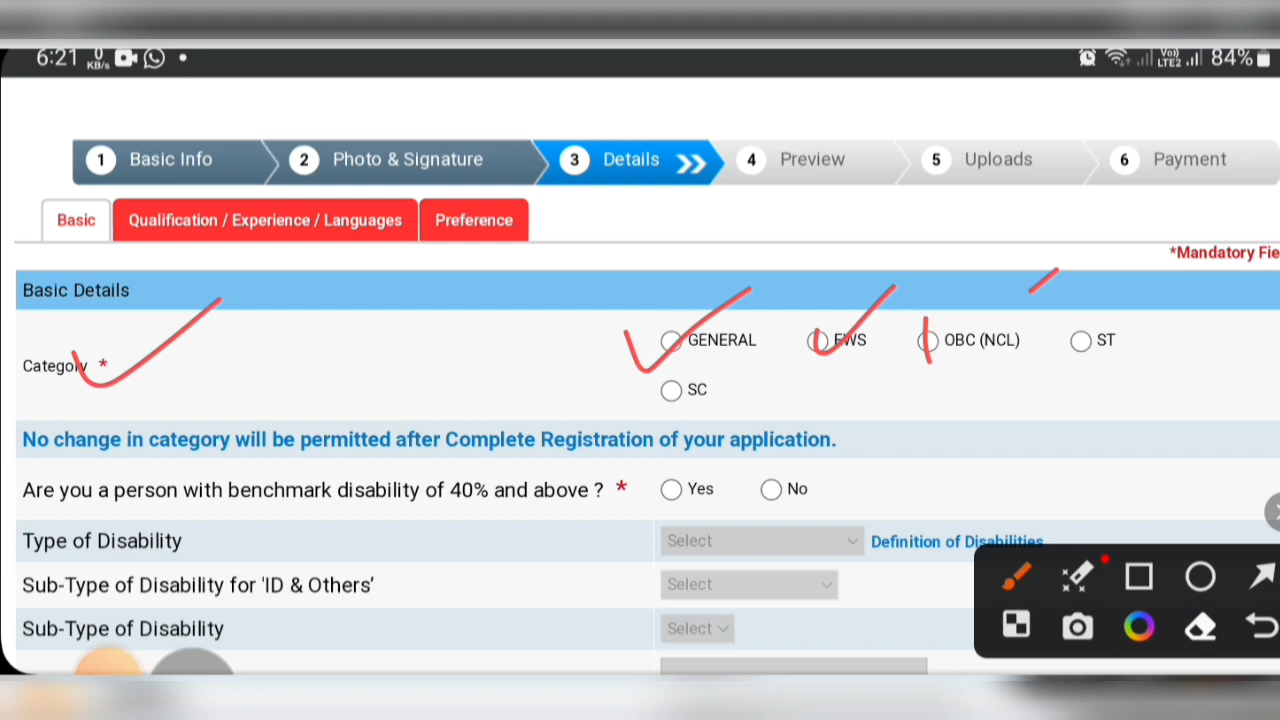 6:21 0 KB/s Vo) LTE2 84%
1 Basic Info 2 Photo & Signature 3 Details 4 Preview 5 Uploads 6 Payment
Basic Qualification / Experience / Languages Preference
*Mandatory Fie
Basic Details
Category * GENERAL EWS OBC (NCL) ST
SC
No change in category will be permitted after Complete Registration of your application.
Are you a person with benchmark disability of 40% and above ? * Yes No
Type of Disability Select Definition of Disabilities
Sub-Type of Disability for 'ID & Others’ Select
Sub-Type of Disability Select